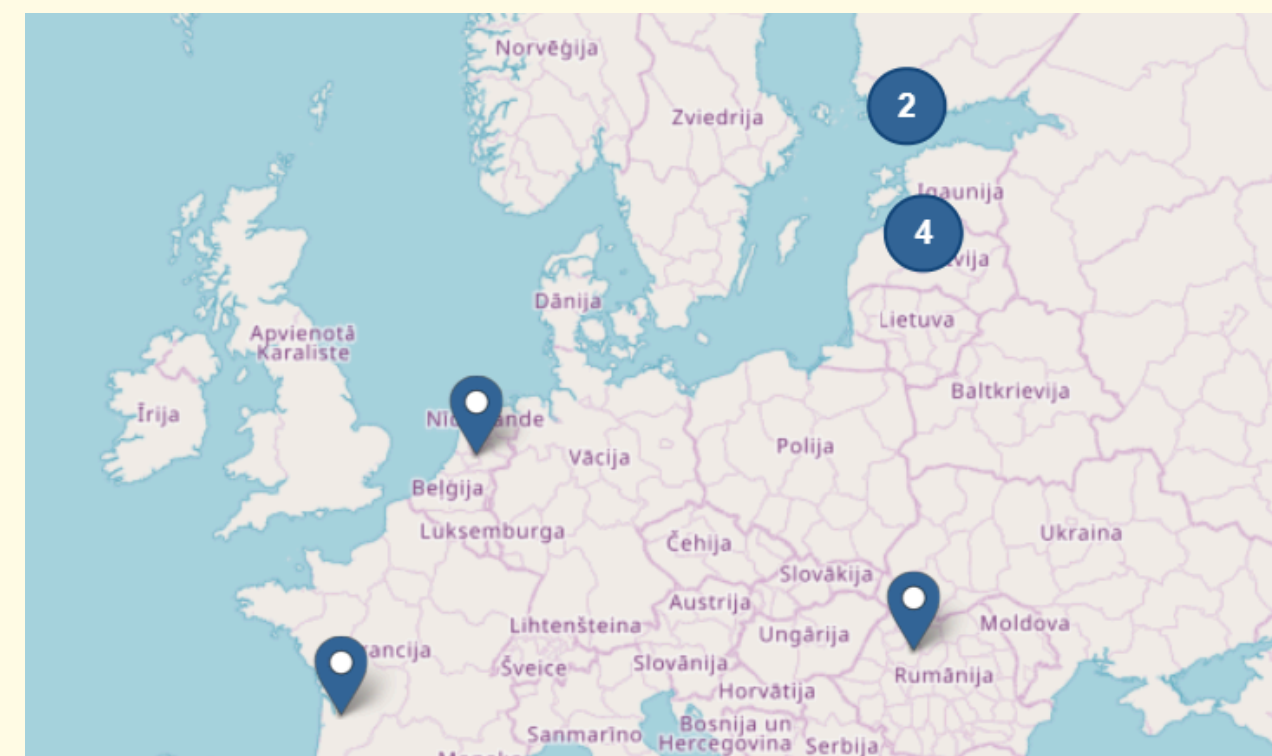 Norvēģija
Zviedrija
2
Igaunija
4
Dānija
Lietuva
Apvienotā
Karaliste
Baltkrievija
Īrija
Polija
Vācija
Beļģija
Luksemburga
Čehija
Ukraina
Slovākija
Austrija
Lihtenšteina
Ungārija
Moldova
Šveice
Slovānija
Rumānija
Horvātija
Sanmarīno
Bosnija un
Hercegovina
Serbija